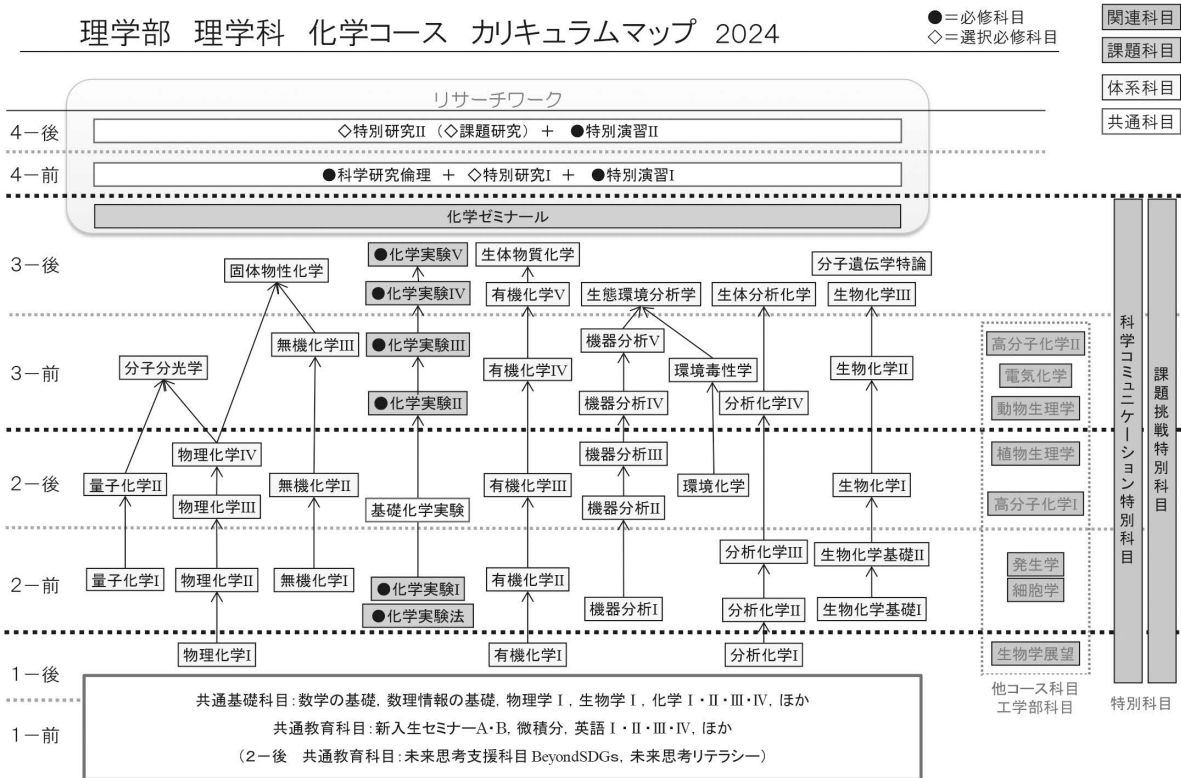 理学部 理学科 化学コース カリキュラムマップ 2024
●=必修科目
◇=選択必修科目
関連科目
課題科目
体系科目
共通科目
リサーチワーク
4－後
◇特別研究II (◇課題研究) + ●特別演習II
4－前
●科学研究倫理 + ◇特別研究I + ●特別演習I
化学ゼミナール
3－後
●化学実験V
生体物質化学
分子遺伝学特論
固体物性化学
●化学実験IV
有機化学V
生態環境分析学
生体分析化学
生物化学III
3－前
無機化学III
●化学実験III
機器分析V
高分子化学II
分子分光学
有機化学IV
環境毒性学
生物化学II
電気化学
●化学実験II
機器分析IV
分析化学IV
動物生理学
2－後
物理化学IV
機器分析III
植物生理学
量子化学II
無機化学II
有機化学III
環境化学
生物化学I
物理化学III
基礎化学実験
機器分析II
高分子化学I
2－前
分析化学III
生物化学基礎II
発生学
量子化学I
物理化学II
無機化学I
●化学実験I
有機化学II
細胞学
●化学実験法
機器分析I
分析化学II
生物化学基礎I
1－後
物理化学I
有機化学I
分析化学I
生物学展望
他コース科目
工学部科目
科学コミュニケーション特別科目
課題挑戦特別科目
特別科目
1－前
共通基礎科目:数学の基礎, 数理情報の基礎, 物理学 I , 生物学 I , 化学 I・II・III・IV, ほか
共通教育科目:新入生セミナーA・B, 微積分, 英語 I・II・III・IV, ほか
(2－後 共通教育科目:未来思考支援科目 BeyondSDGs, 未来思考リテラシー)